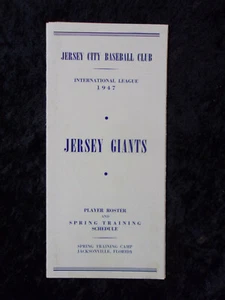 JERSEY CITY BASEBALL CLUB
INTERNATIONAL LEAGUE
1947
JERSEY GIANTS
PLAYER ROSTER
AND
SPRING TRAINING
SCHEDULE
SPRING TRAINING CAMP
JACKSONVILLE, FLORIDA